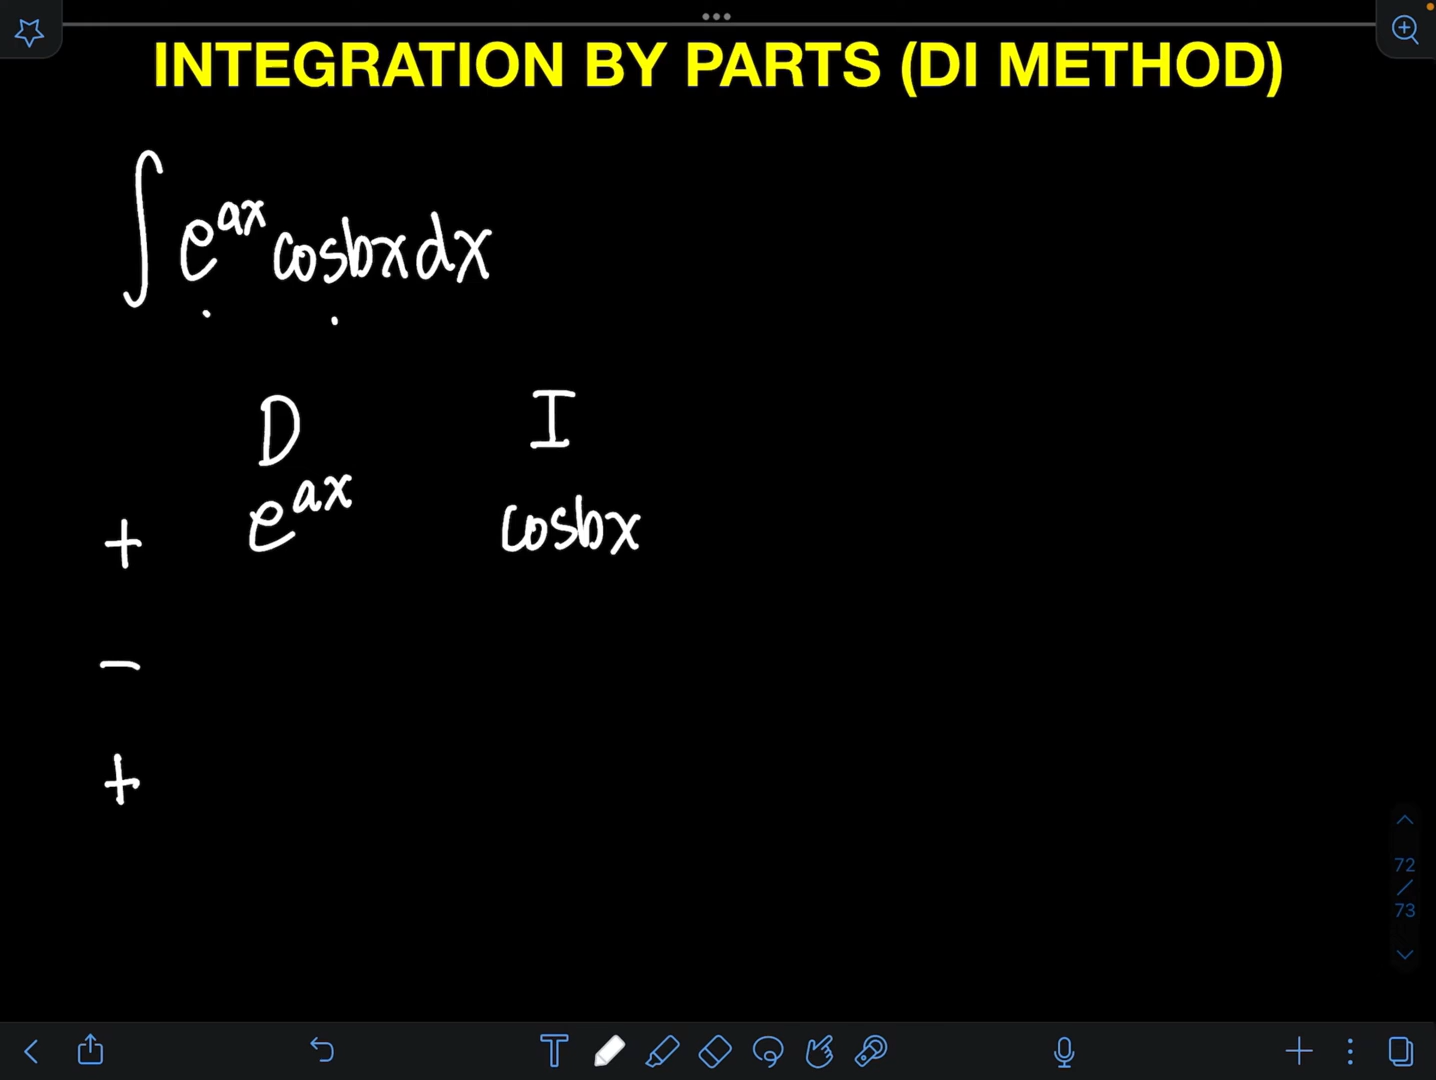 INTEGRATION BY PARTS (DI METHOD)
∫ e^{ax} cosbx dx
D I
+ e^{ax} cosbx
−
+
72
/
73
T